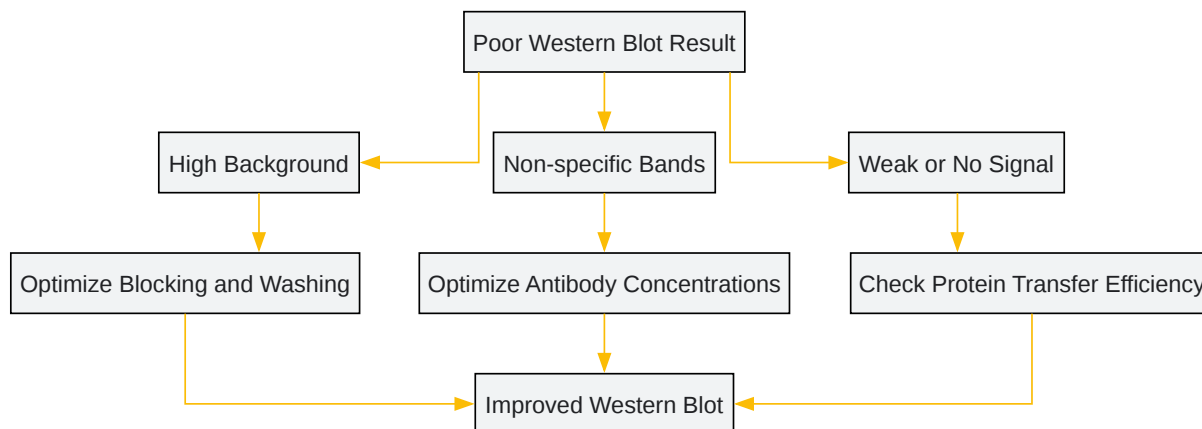 Poor Western Blot Result
High Background
Non-specific Bands
Weak or No Signal
Optimize Blocking and Washing
Optimize Antibody Concentrations
Check Protein Transfer Efficiency
Improved Western Blot